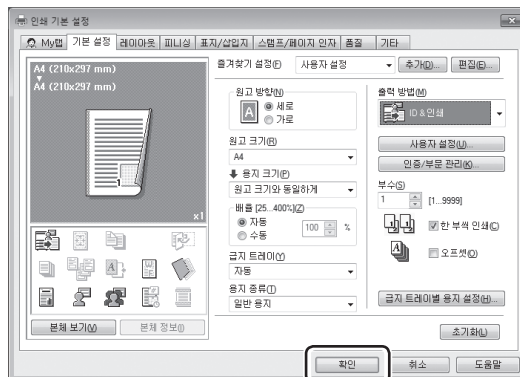 인쇄 기본 설정
My탭 기본 설정 레이아웃 피니싱 표지/삽입지 스탬프/페이지 인자 품질 기타
A4 (210x297 mm)
A4 (210x297 mm)
1
x1
본체 보기(V) 본체 정보(I)
즐겨찾기 설정(F) 사용자 설정 추가(D)... 편집(E)...
원고 방향(N)
A
세로
가로
원고 크기(R)
A4
용지 크기(P)
원고 크기와 동일하게
배율 [25...400%](Z)
자동
수동
100 %
급지 트레이(Y)
자동
용지 종류(T)
일반 용지
출력 방법(M)
ID & 인쇄
사용자 설정(U)...
인증/부문 관리(K)...
부수(S)
1 [1...9999]
한 부씩 인쇄(C)
오프셋(O)
급지 트레이별 용지 설정(H)...
초기화(L)
확인 취소 도움말